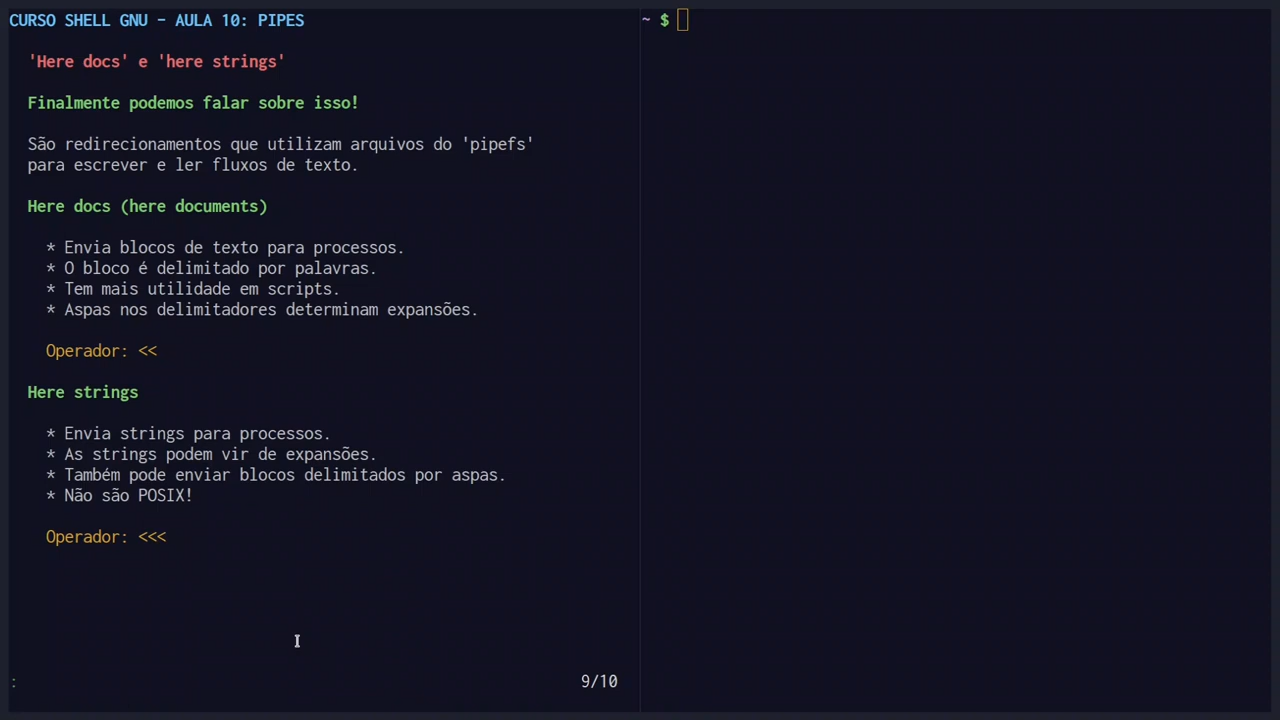 CURSO SHELL GNU - AULA 10: PIPES
'Here docs' e 'here strings'
Finalmente podemos falar sobre isso!
São redirecionamentos que utilizam arquivos do 'pipefs'
para escrever e ler fluxos de texto.
Here docs (here documents)
* Envia blocos de texto para processos.
* O bloco é delimitado por palavras.
* Tem mais utilidade em scripts.
* Aspas nos delimitadores determinam expansões.
Operador: <<
Here strings
* Envia strings para processos.
* As strings podem vir de expansões.
* Também pode enviar blocos delimitados por aspas.
* Não são POSIX!
Operador: <<<
: 9/10
~ $